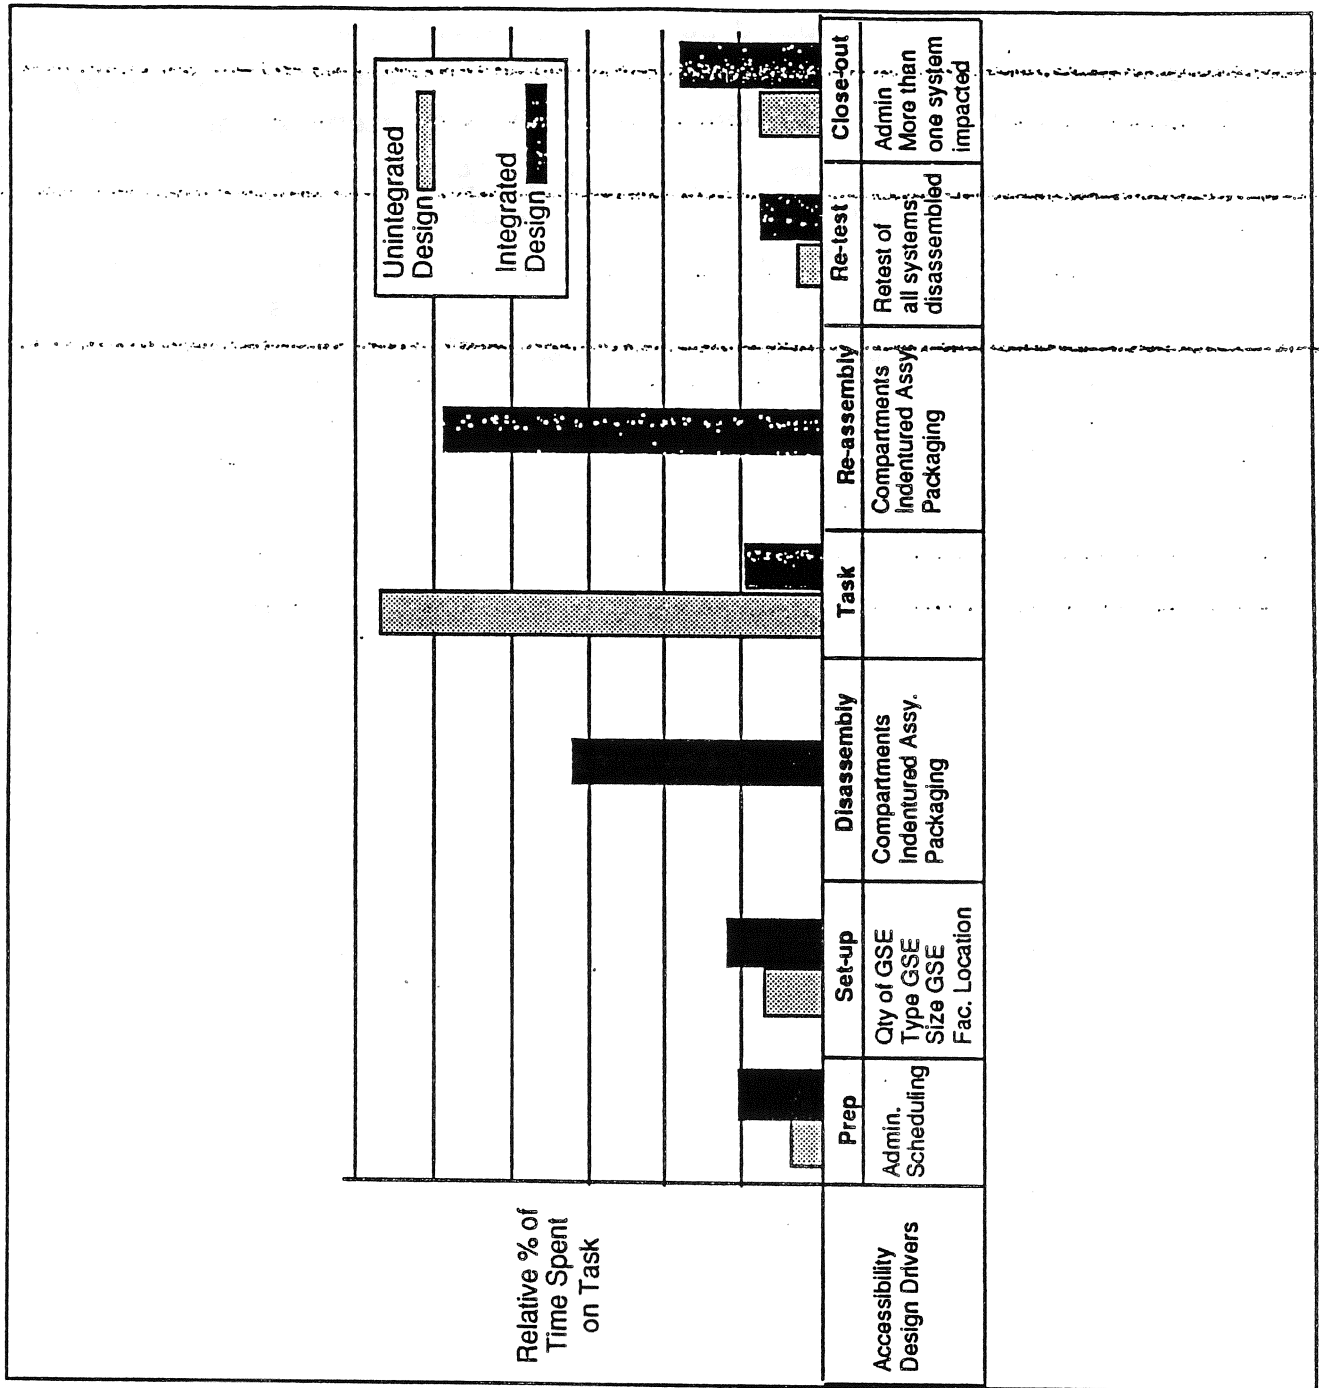 Relative % of
Time Spent
on Task
Unintegrated
Design
Integrated
Design
Prep
Set-up
Disassembly
Task
Re-assembly
Re-test
Close-out
Accessibility
Design Drivers
Admin.
Scheduling
Qty of GSE
Type GSE
Size GSE
Fac. Location
Compartments
Indentured Assy.
Packaging
Compartments
Indentured Assy.
Packaging
Retest of
all systems
disassembled
Admin
More than
one system
impacted